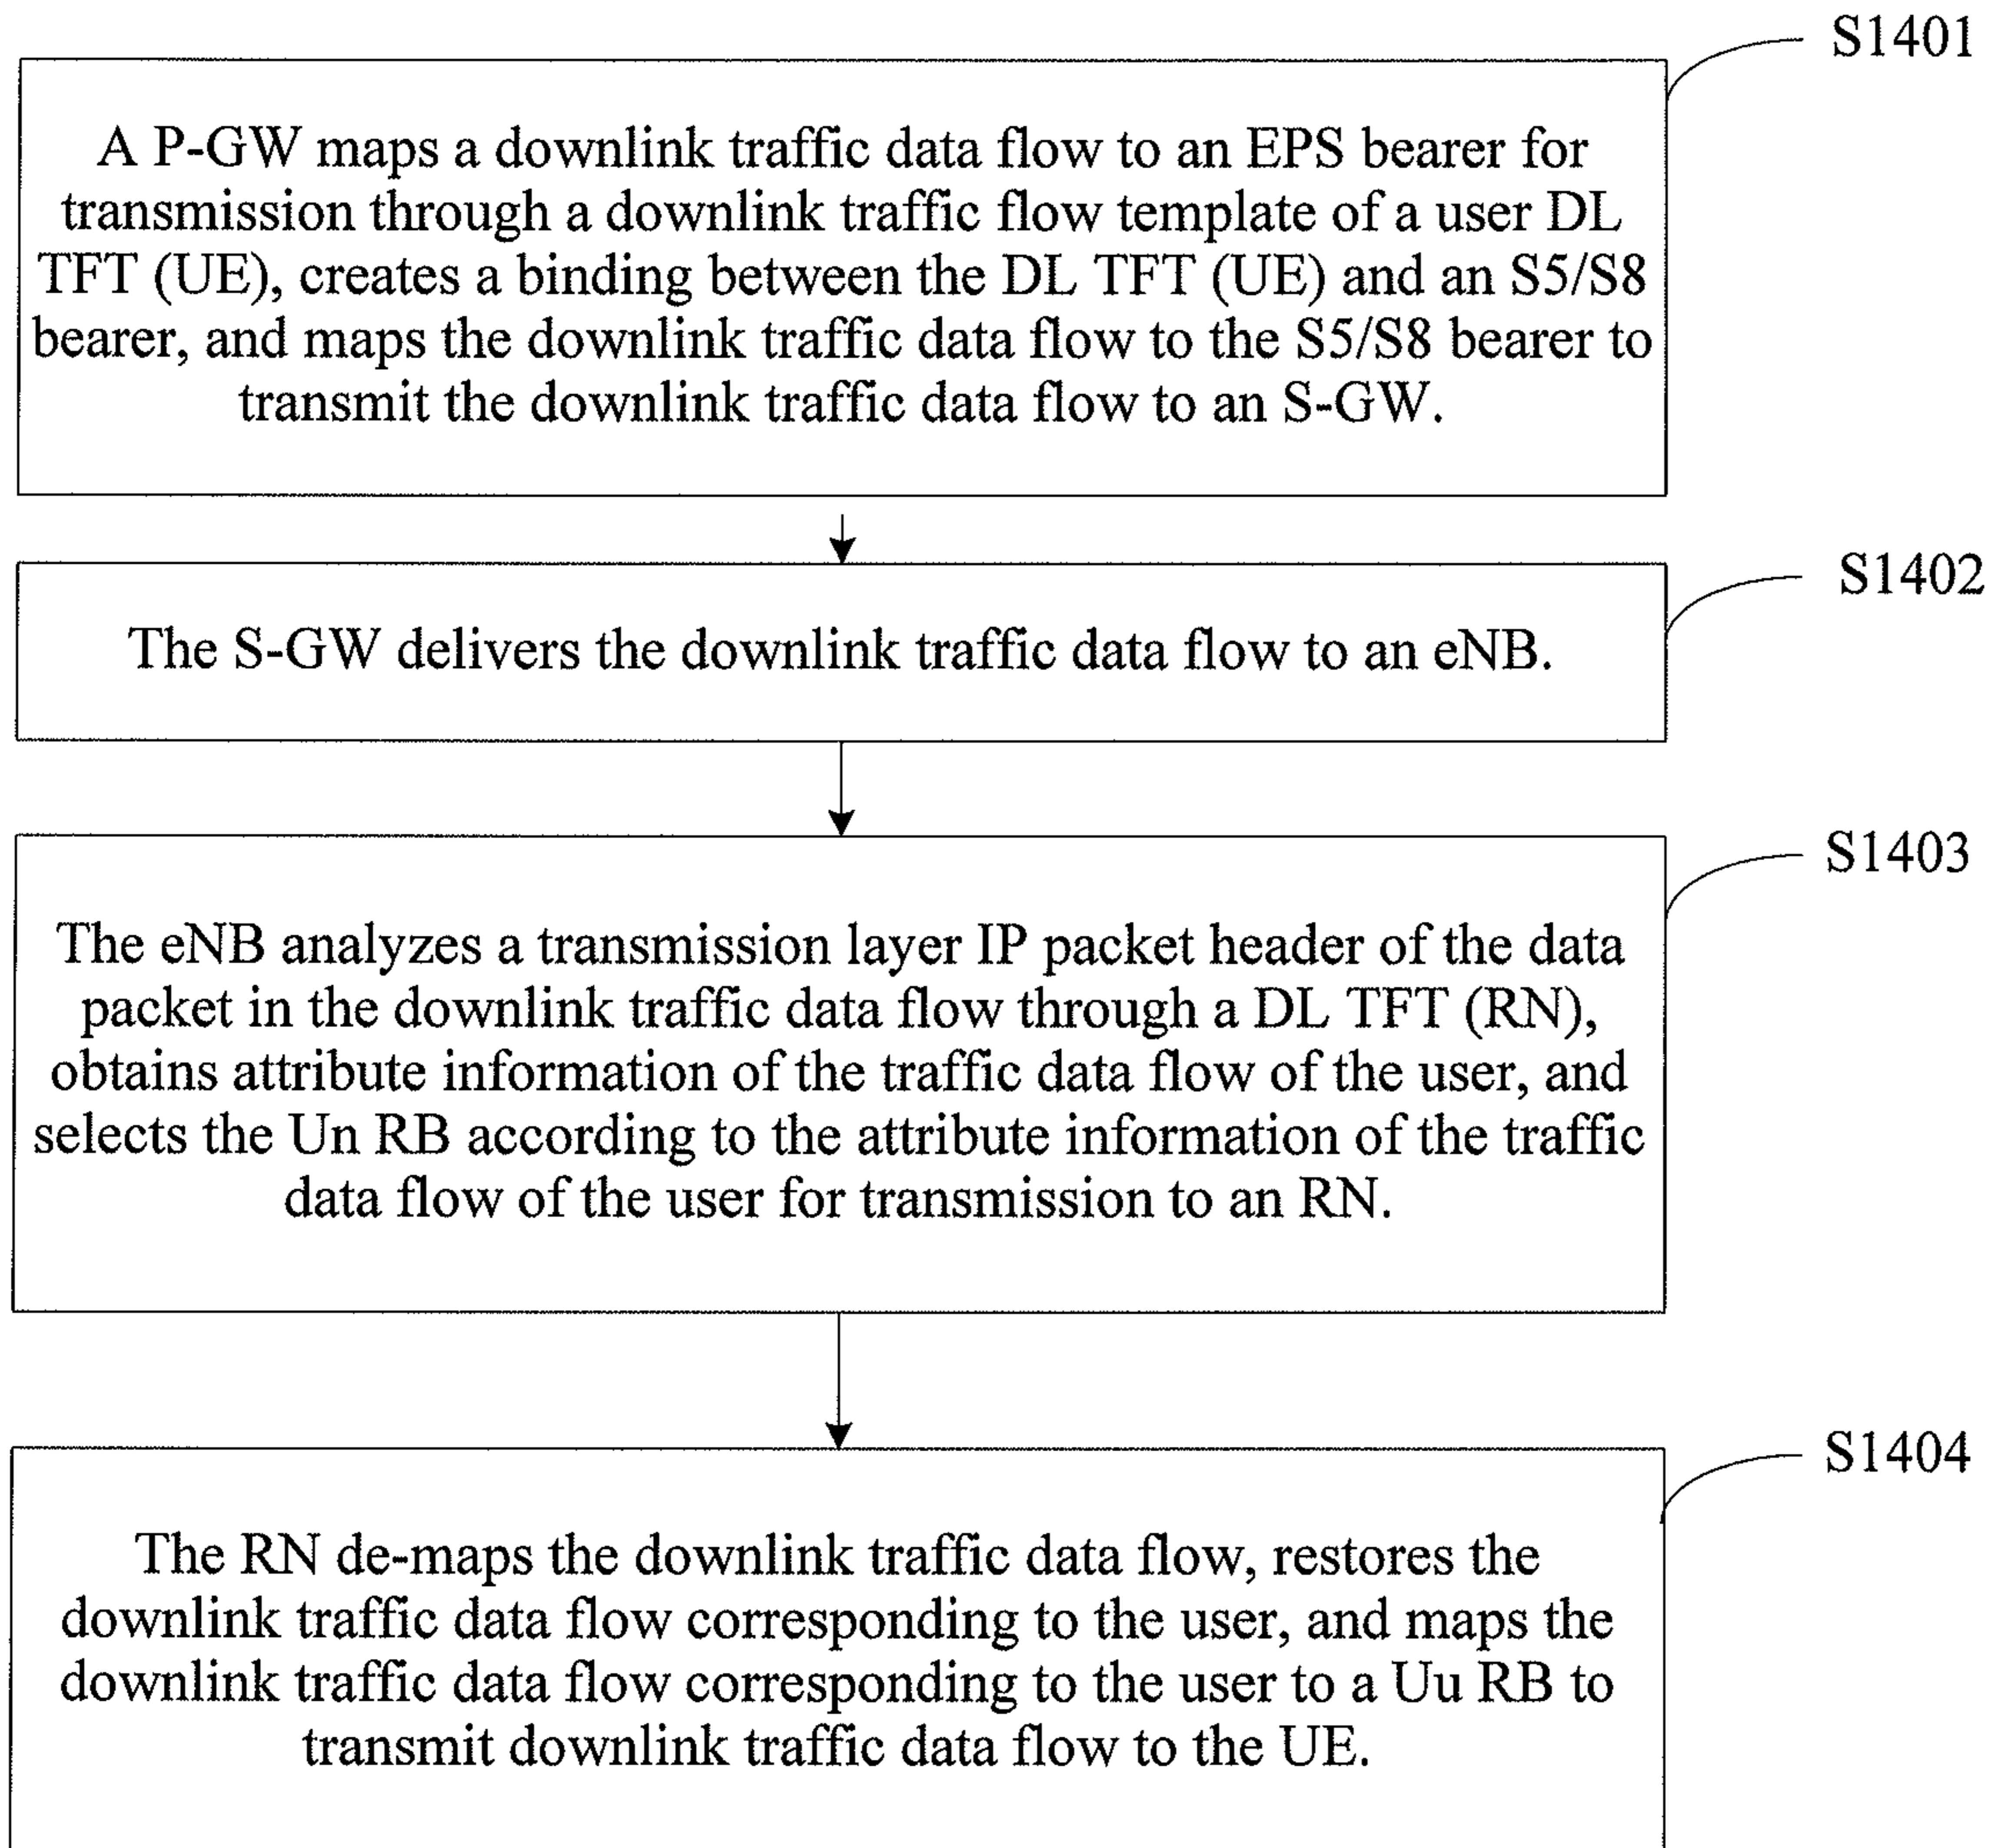 S1401
A P-GW maps a downlink traffic data flow to an EPS bearer for
transmission through a downlink traffic flow template of a user DL
TFT (UE), creates a binding between the DL TFT (UE) and an S5/S8
bearer, and maps the downlink traffic data flow to the S5/S8 bearer to
transmit the downlink traffic data flow to an S-GW.
S1402
The S-GW delivers the downlink traffic data flow to an eNB.
S1403
The eNB analyzes a transmission layer IP packet header of the data
packet in the downlink traffic data flow through a DL TFT (RN),
obtains attribute information of the traffic data flow of the user, and
selects the Un RB according to the attribute information of the traffic
data flow of the user for transmission to an RN.
S1404
The RN de-maps the downlink traffic data flow, restores the
downlink traffic data flow corresponding to the user, and maps the
downlink traffic data flow corresponding to the user to a Uu RB to
transmit downlink traffic data flow to the UE.